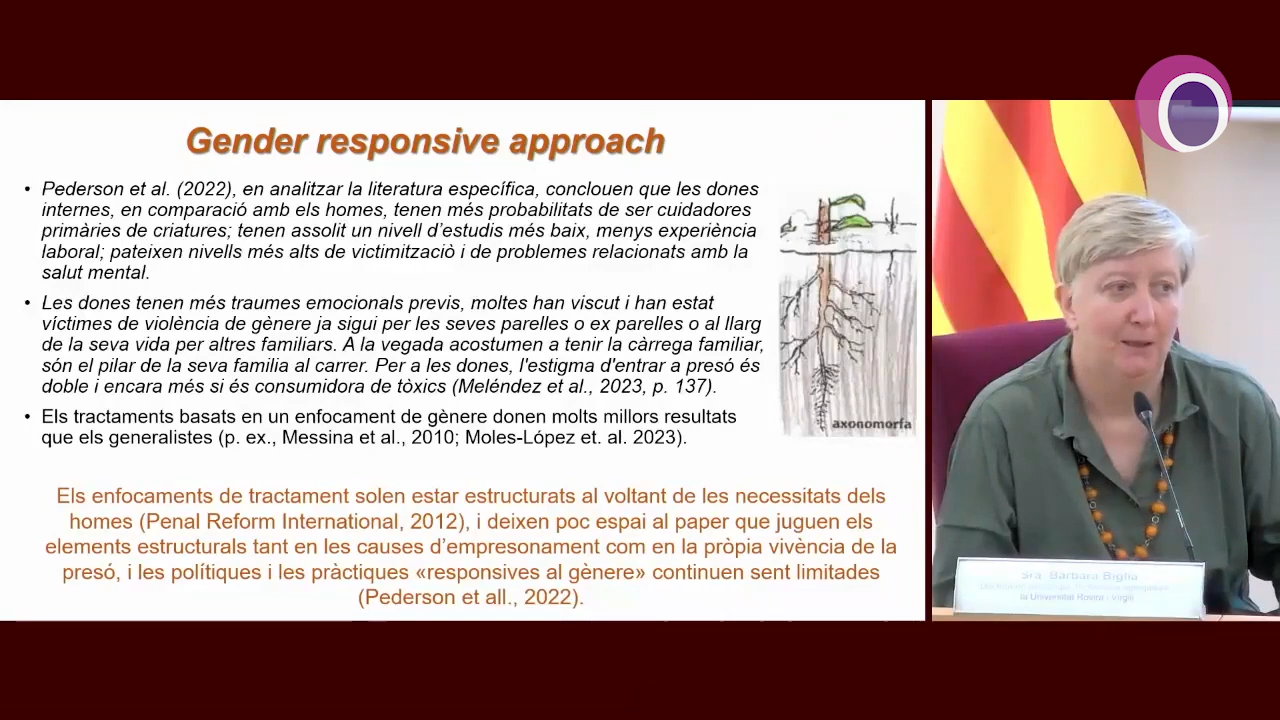 Gender responsive approach
• Pederson et al. (2022), en analitzar la literatura específica, conclouen que les dones
internes, en comparació amb els homes, tenen més probabilitats de ser cuidadores
primàries de criatures; tenen assolit un nivell d'estudis més baix, menys experiència
laboral; pateixen nivells més alts de victimització i de problemes relacionats amb la
salut mental.
• Les dones tenen més traumes emocionals previs, moltes han viscut i han estat
víctimes de violència de gènere ja sigui per les seves parelles o ex parelles o al llarg
de la seva vida per altres familiars. A la vegada acostumen a tenir la càrrega familiar,
són el pilar de la seva familia al carrer. Per a les dones, l'estigma d'entrar a presó és
doble i encara més si és consumidora de tòxics (Meléndez et al., 2023, p. 137).
• Els tractaments basats en un enfocament de gènere donen molts millors resultats
que els generalistes (p. ex., Messina et al., 2010; Moles-López et. al. 2023).
axonomorfa
Els enfocaments de tractament solen estar estructurats al voltant de les necessitats dels
homes (Penal Reform International, 2012), i deixen poc espai al paper que juguen els
elements estructurals tant en les causes d'empresonament com en la pròpia vivència de la
presó, i les polítiques i les pràctiques «responsives al gènere» continuen sent limitades
(Pederson et all., 2022).
Sra. Barbara Biglia
la Universitat Rovira i Virgili